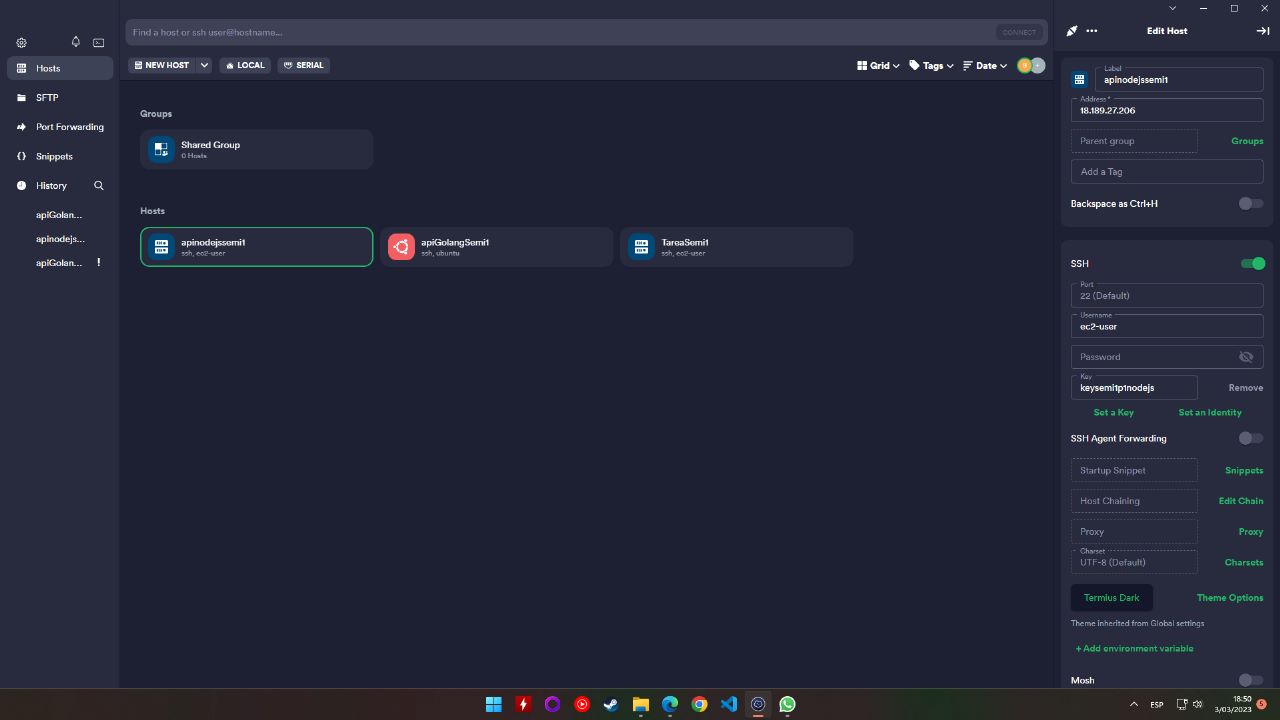 Find a host or ssh user@hostname...
CONNECT
Edit Host
Hosts
SFTP
Port Forwarding
Snippets
History
apiGolan...
apinodejs...
apiGolan... !
NEW HOST
LOCAL
SERIAL
Grid
Tags
Date
Groups
Shared Group
0 Hosts
Hosts
apinodejssemi1
ssh, ec2-user
apiGolangSemi1
ssh, ubuntu
TareaSemi1
ssh, ec2-user
Label
apinodejssemi1
Address *
18.189.27.206
Parent group
Groups
Add a Tag
Backspace as Ctrl+H
SSH
Port
22 (Default)
Username
ec2-user
Password
Key
keysemi1p1nodejs
Remove
Set a Key
Set an Identity
SSH Agent Forwarding
Startup Snippet
Snippets
Host Chaining
Edit Chain
Proxy
Proxy
Charset
UTF-8 (Default)
Charsets
Termius Dark
Theme Options
Theme inherited from Global settings
+ Add environment variable
Mosh
ESP
18:50
3/03/2023
5